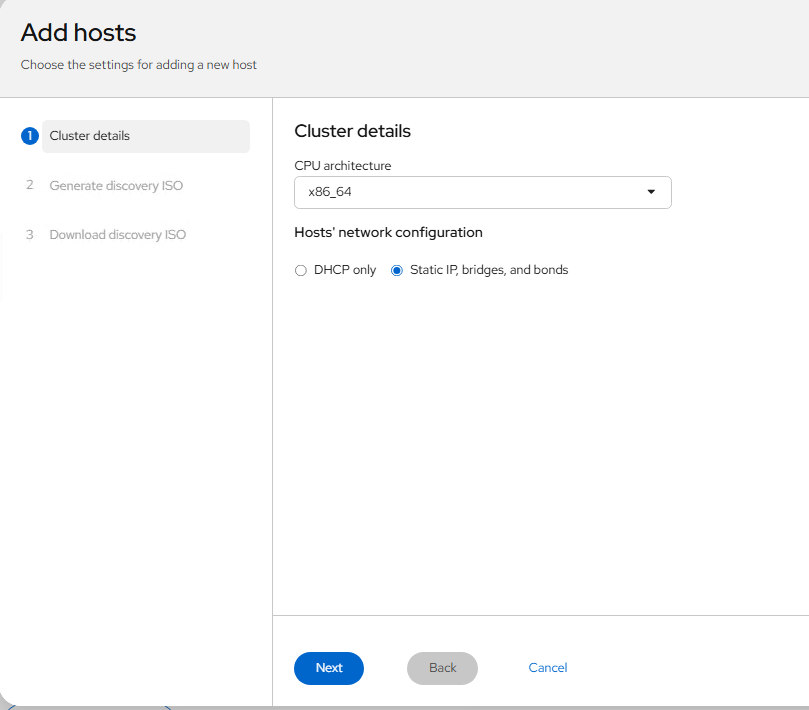 Add hosts
Choose the settings for adding a new host
1 Cluster details
2 Generate discovery ISO
3 Download discovery ISO
Cluster details
CPU architecture
x86_64
Hosts' network configuration
DHCP only Static IP, bridges, and bonds
Next Back Cancel